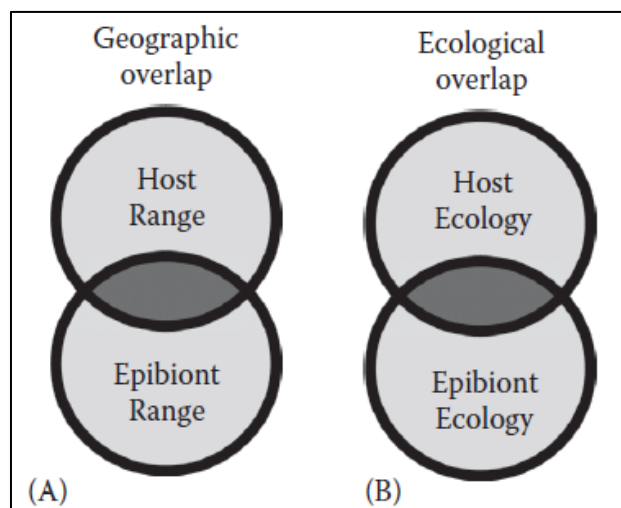 Geographic
overlap
Host
Range
Epibiont
Range
(A)
Ecological
overlap
Host
Ecology
Epibiont
Ecology
(B)